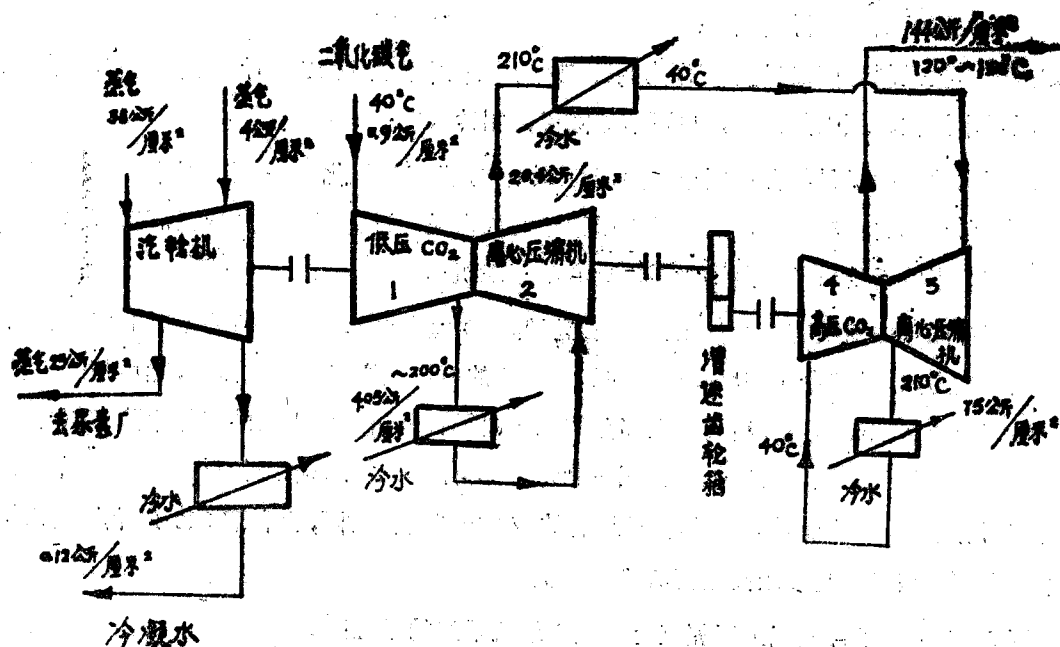 蒸气
38公斤/厘米²
蒸气
4公斤/厘米²
二氧化碳气
40°C
0.9公斤/厘米²
210°C
冷水
40°C
144公斤/厘米²
汽轮机
低压 CO₂
1
离心压缩机
2
4
高压CO₂
5
离心压缩机
蒸气25公斤/厘米²
去尿素厂
~200°C
4.05公斤/厘米²
冷水
增速齿轮箱
210°C
75公斤/厘米²
40°C
冷水
冷水
0.12公斤/厘米²
冷凝水